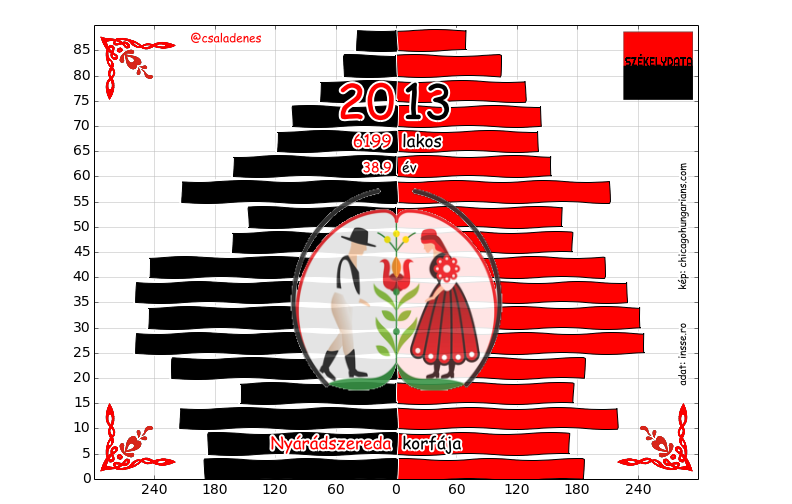 @csaladenes
SZÉKELYDATA
2013
6199 lakos
38.9 év
kép: chicagohungarians.com
adat: insse.ro
Nyárádszereda korfája
85
80
75
70
65
60
55
50
45
40
35
30
25
20
15
10
5
0
240 180 120 60 0 60 120 180 240